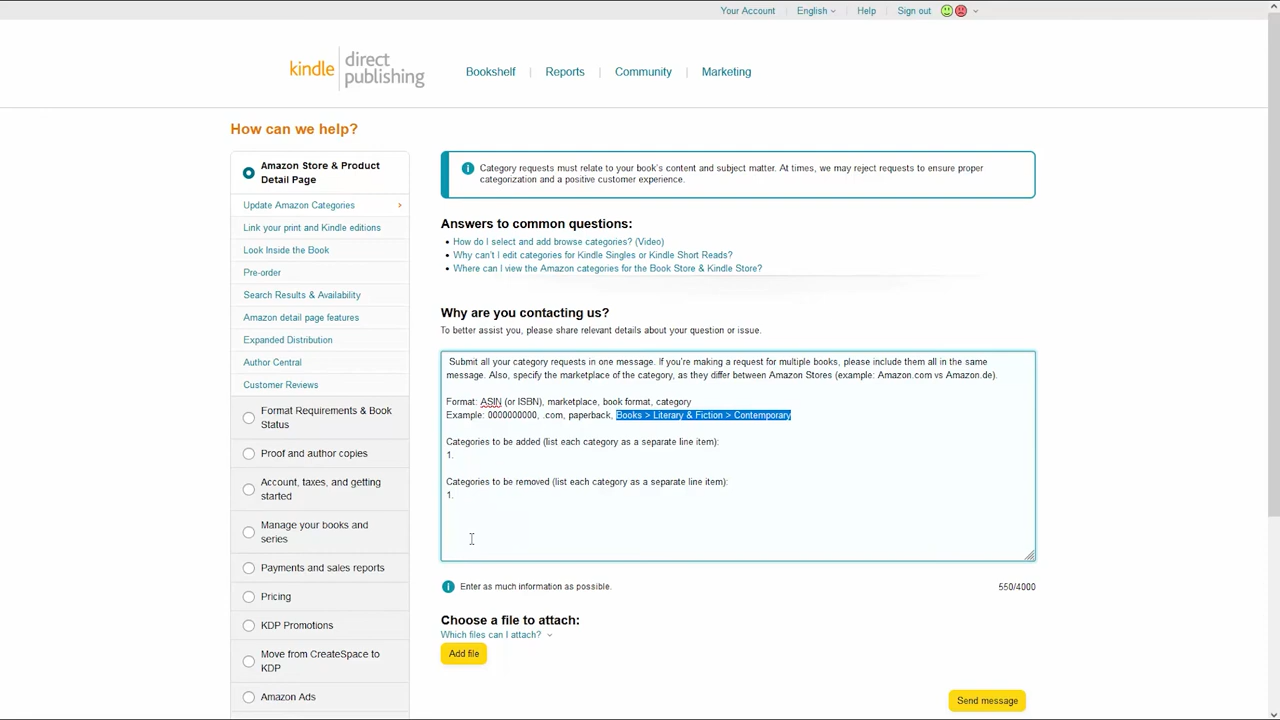 Your Account English Help Sign out
kindle direct publishing
Bookshelf Reports Community Marketing
How can we help?
Amazon Store & Product Detail Page
Update Amazon Categories
Link your print and Kindle editions
Look Inside the Book
Pre-order
Search Results & Availability
Amazon detail page features
Expanded Distribution
Author Central
Customer Reviews
Format Requirements & Book Status
Proof and author copies
Account, taxes, and getting started
Manage your books and series
Payments and sales reports
Pricing
KDP Promotions
Move from CreateSpace to KDP
Amazon Ads
Category requests must relate to your book's content and subject matter. At times, we may reject requests to ensure proper
categorization and a positive customer experience.
Answers to common questions:
• How do I select and add browse categories? (Video)
• Why can't I edit categories for Kindle Singles or Kindle Short Reads?
• Where can I view the Amazon categories for the Book Store & Kindle Store?
Why are you contacting us?
To better assist you, please share relevant details about your question or issue.
Submit all your category requests in one message. If you're making a request for multiple books, please include them all in the same
message. Also, specify the marketplace of the category, as they differ between Amazon Stores (example: Amazon.com vs Amazon.de).
Format: ASIN (or ISBN), marketplace, book format, category
Example: 0000000000, .com, paperback, Books > Literary & Fiction > Contemporary
Categories to be added (list each category as a separate line item):
1.
Categories to be removed (list each category as a separate line item):
1.
Enter as much information as possible. 550/4000
Choose a file to attach:
Which files can I attach?
Add file
Send message